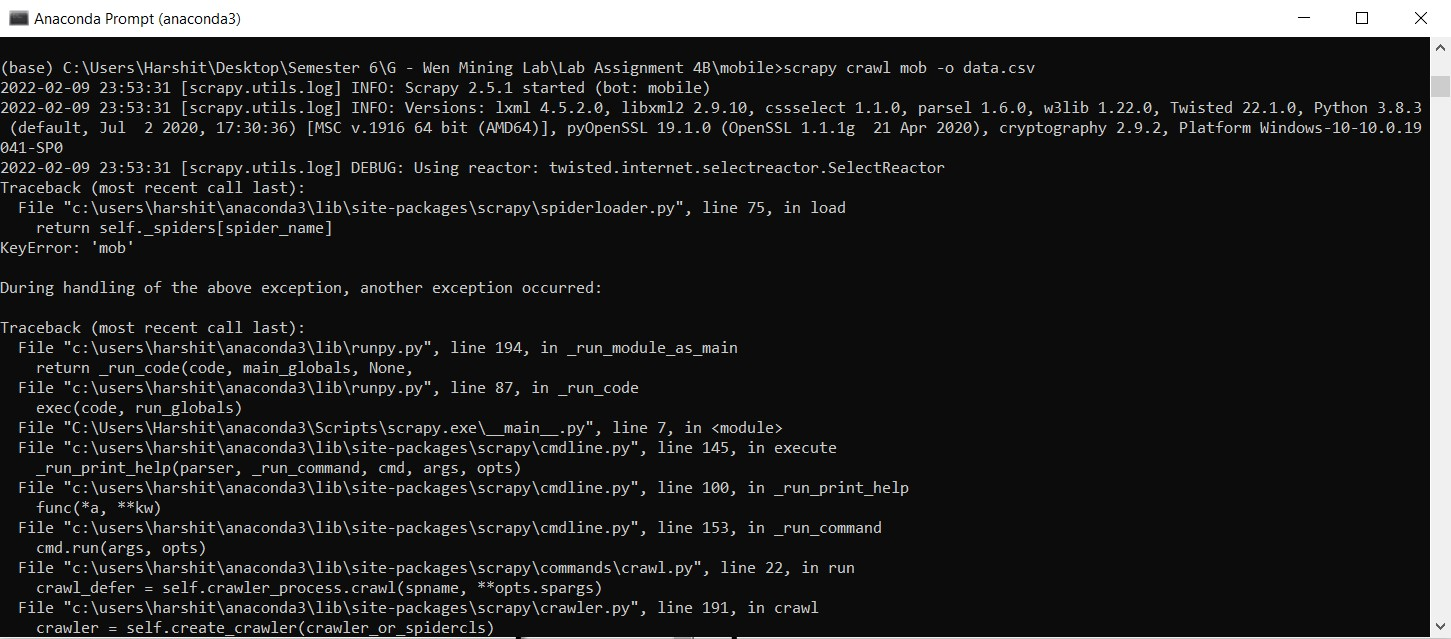 Anaconda Prompt (anaconda3)
(base) C:\Users\Harshit\Desktop\Semester 6\G - Wen Mining Lab\Lab Assignment 4B\mobile>scrapy crawl mob -o data.csv
2022-02-09 23:53:31 [scrapy.utils.log] INFO: Scrapy 2.5.1 started (bot: mobile)
2022-02-09 23:53:31 [scrapy.utils.log] INFO: Versions: lxml 4.5.2.0, libxml2 2.9.10, cssselect 1.1.0, parsel 1.6.0, w3lib 1.22.0, Twisted 22.1.0, Python 3.8.3
 (default, Jul  2 2020, 17:30:36) [MSC v.1916 64 bit (AMD64)], pyOpenSSL 19.1.0 (OpenSSL 1.1.1g  21 Apr 2020), cryptography 2.9.2, Platform Windows-10-10.0.19
041-SP0
2022-02-09 23:53:31 [scrapy.utils.log] DEBUG: Using reactor: twisted.internet.selectreactor.SelectReactor
Traceback (most recent call last):
  File "c:\users\harshit\anaconda3\lib\site-packages\scrapy\spiderloader.py", line 75, in load
    return self._spiders[spider_name]
KeyError: 'mob'

During handling of the above exception, another exception occurred:

Traceback (most recent call last):
  File "c:\users\harshit\anaconda3\lib\runpy.py", line 194, in _run_module_as_main
    return _run_code(code, main_globals, None,
  File "c:\users\harshit\anaconda3\lib\runpy.py", line 87, in _run_code
    exec(code, run_globals)
  File "C:\Users\Harshit\anaconda3\Scripts\scrapy.exe\__main__.py", line 7, in <module>
  File "c:\users\harshit\anaconda3\lib\site-packages\scrapy\cmdline.py", line 145, in execute
    _run_print_help(parser, _run_command, cmd, args, opts)
  File "c:\users\harshit\anaconda3\lib\site-packages\scrapy\cmdline.py", line 100, in _run_print_help
    func(*a, **kw)
  File "c:\users\harshit\anaconda3\lib\site-packages\scrapy\cmdline.py", line 153, in _run_command
    cmd.run(args, opts)
  File "c:\users\harshit\anaconda3\lib\site-packages\scrapy\commands\crawl.py", line 22, in run
    crawl_defer = self.crawler_process.crawl(spname, **opts.spargs)
  File "c:\users\harshit\anaconda3\lib\site-packages\scrapy\crawler.py", line 191, in crawl
    crawler = self.create_crawler(crawler_or_spidercls)